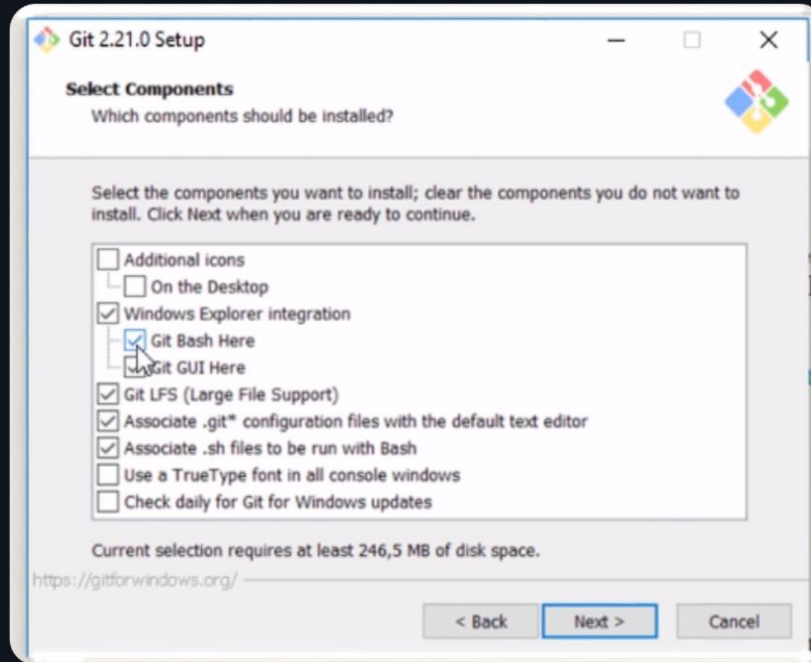 Git 2.21.0 Setup
Select Components
Which components should be installed?
Select the components you want to install; clear the components you do not want to
install. Click Next when you are ready to continue.
Additional icons
On the Desktop
Windows Explorer integration
Git Bash Here
Git GUI Here
Git LFS (Large File Support)
Associate .git* configuration files with the default text editor
Associate .sh files to be run with Bash
Use a TrueType font in all console windows
Check daily for Git for Windows updates
Current selection requires at least 246,5 MB of disk space.
https://gitforwindows.org/
< Back Next > Cancel